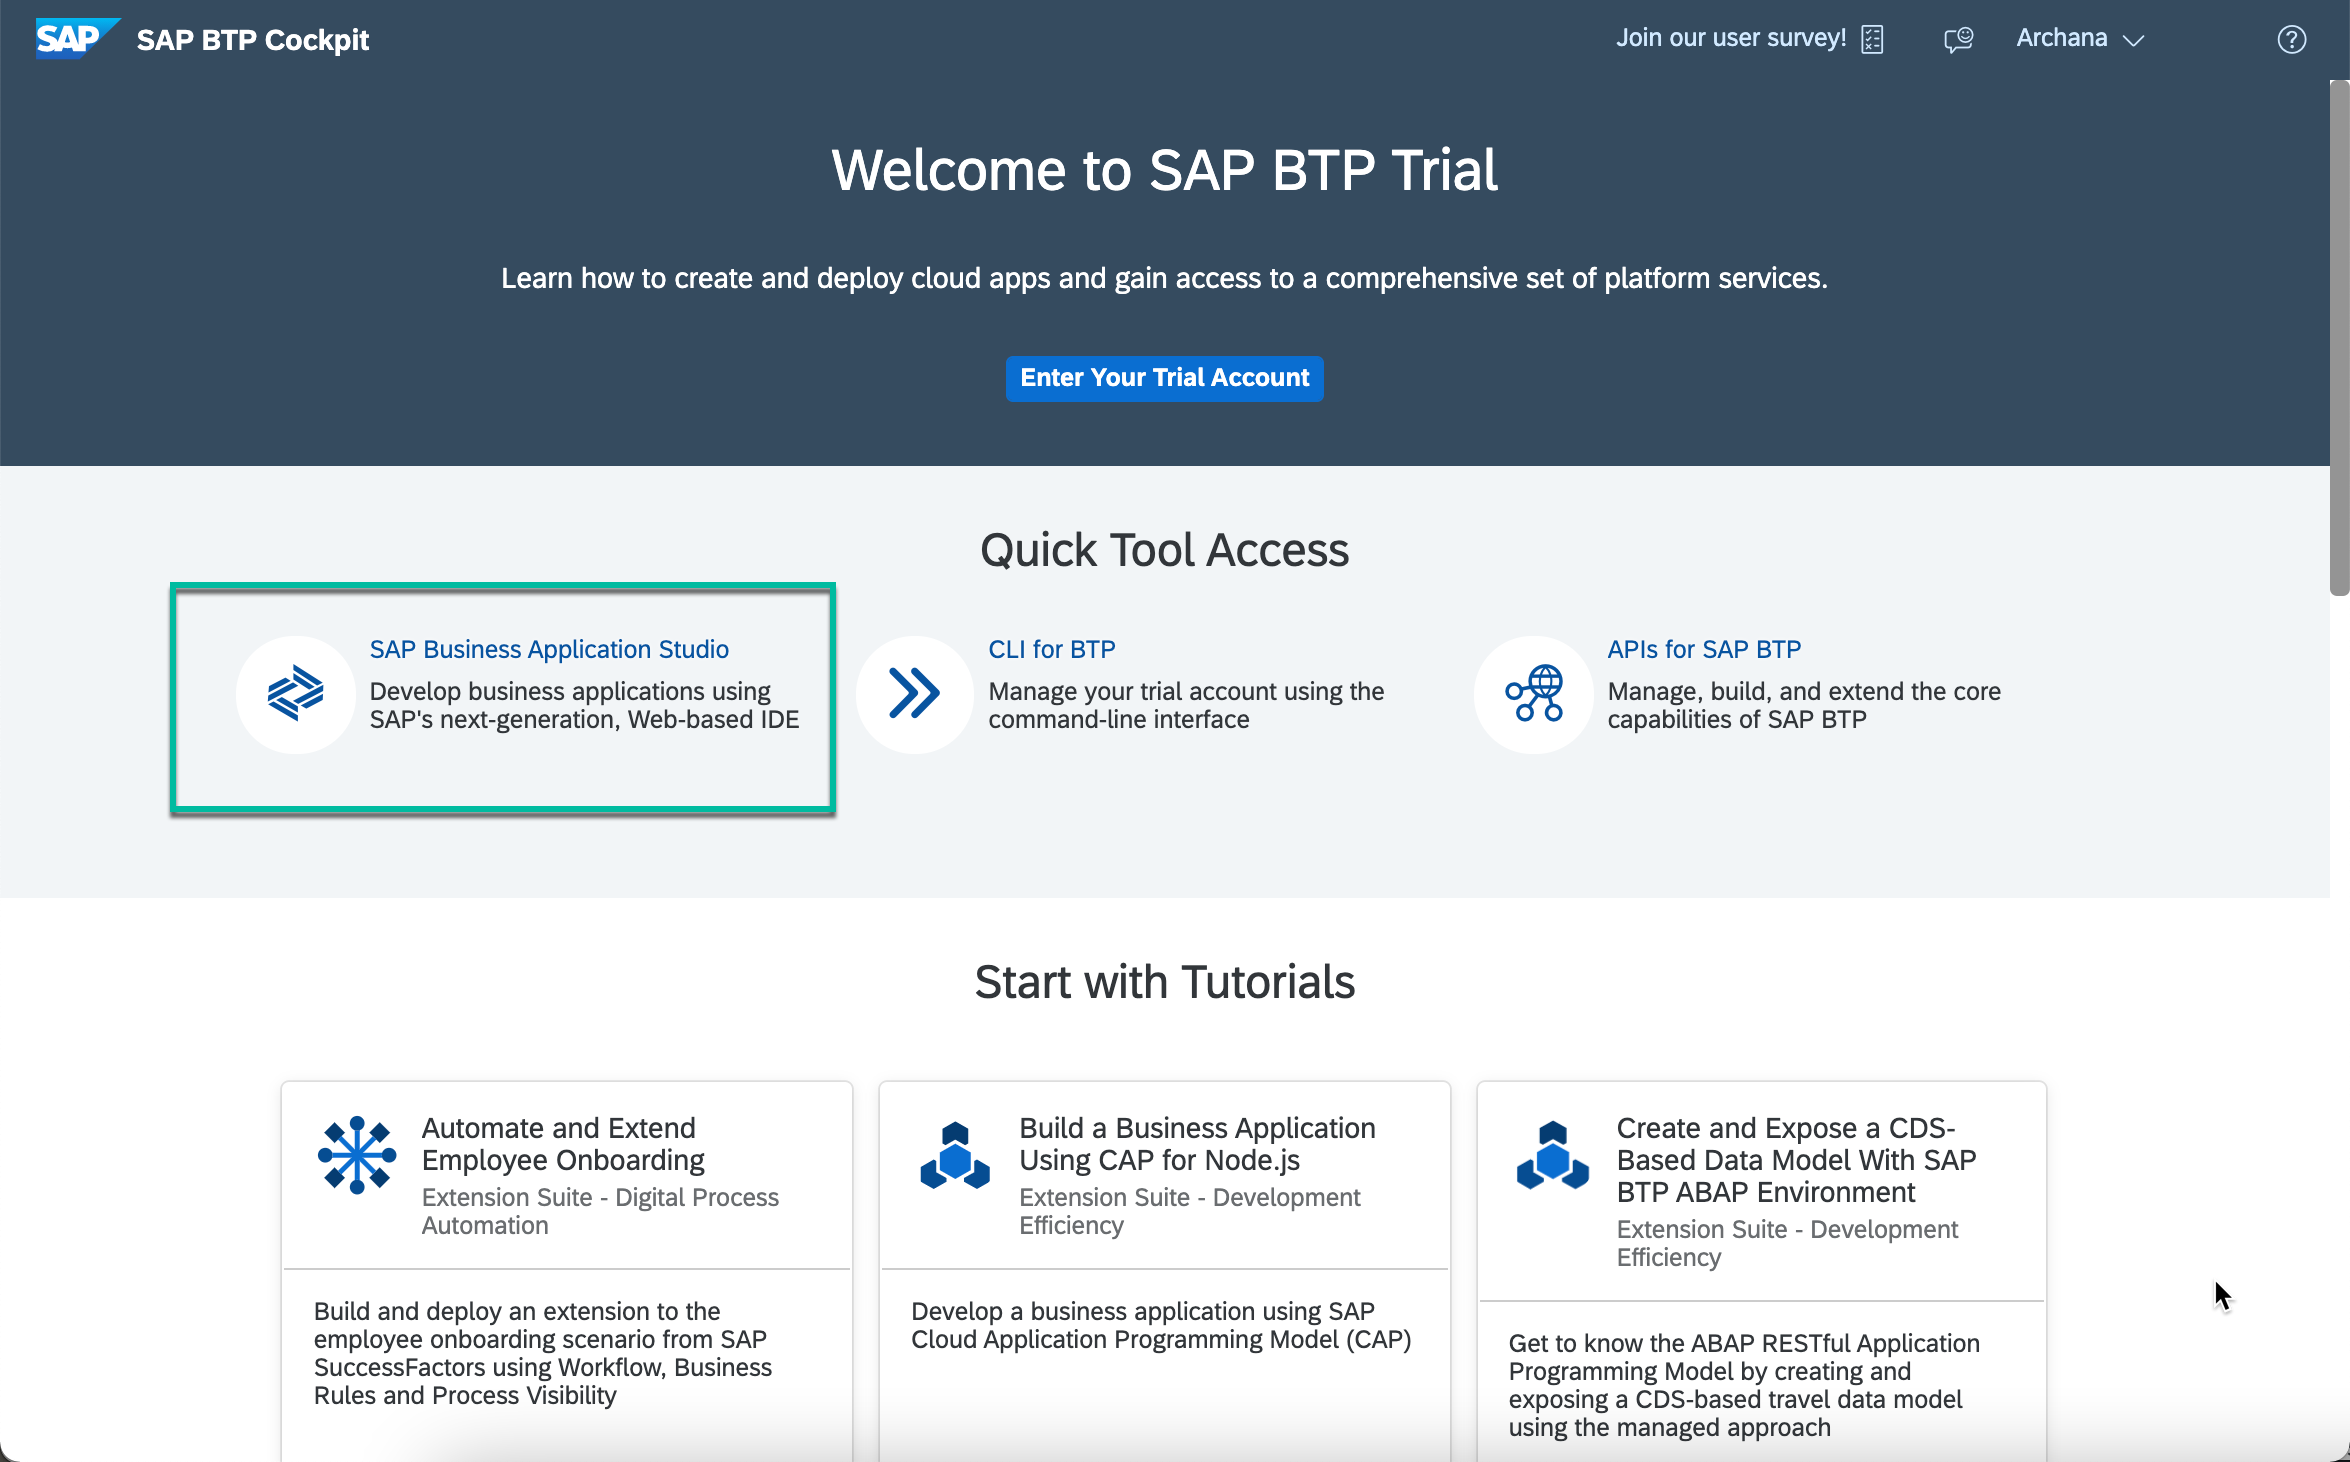 SAP SAP BTP Cockpit
Join our user survey!
Archana
Welcome to SAP BTP Trial
Learn how to create and deploy cloud apps and gain access to a comprehensive set of platform services.
Enter Your Trial Account
Quick Tool Access
SAP Business Application Studio
Develop business applications using
SAP's next-generation, Web-based IDE
CLI for BTP
Manage your trial account using the
command-line interface
APIs for SAP BTP
Manage, build, and extend the core
capabilities of SAP BTP
Start with Tutorials
Automate and Extend
Employee Onboarding
Extension Suite - Digital Process
Automation
Build and deploy an extension to the
employee onboarding scenario from SAP
SuccessFactors using Workflow, Business
Rules and Process Visibility
Build a Business Application
Using CAP for Node.js
Extension Suite - Development
Efficiency
Develop a business application using SAP
Cloud Application Programming Model (CAP)
Create and Expose a CDS-
Based Data Model With SAP
BTP ABAP Environment
Extension Suite - Development
Efficiency
Get to know the ABAP RESTful Application
Programming Model by creating and
exposing a CDS-based travel data model
using the managed approach